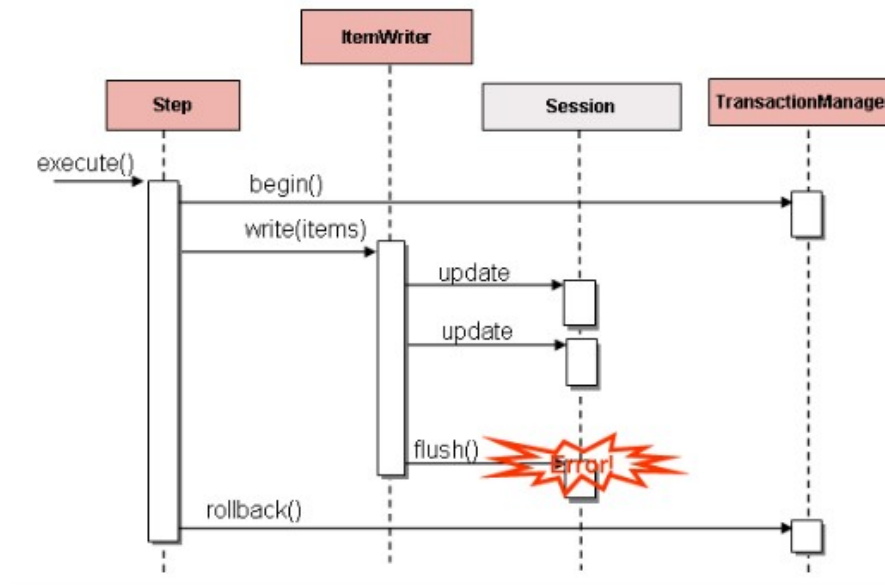 ItemWriter
Step
Session
TransactionManage
execute()
begin()
write(items)
update
update
flush()
Error!
rollback()